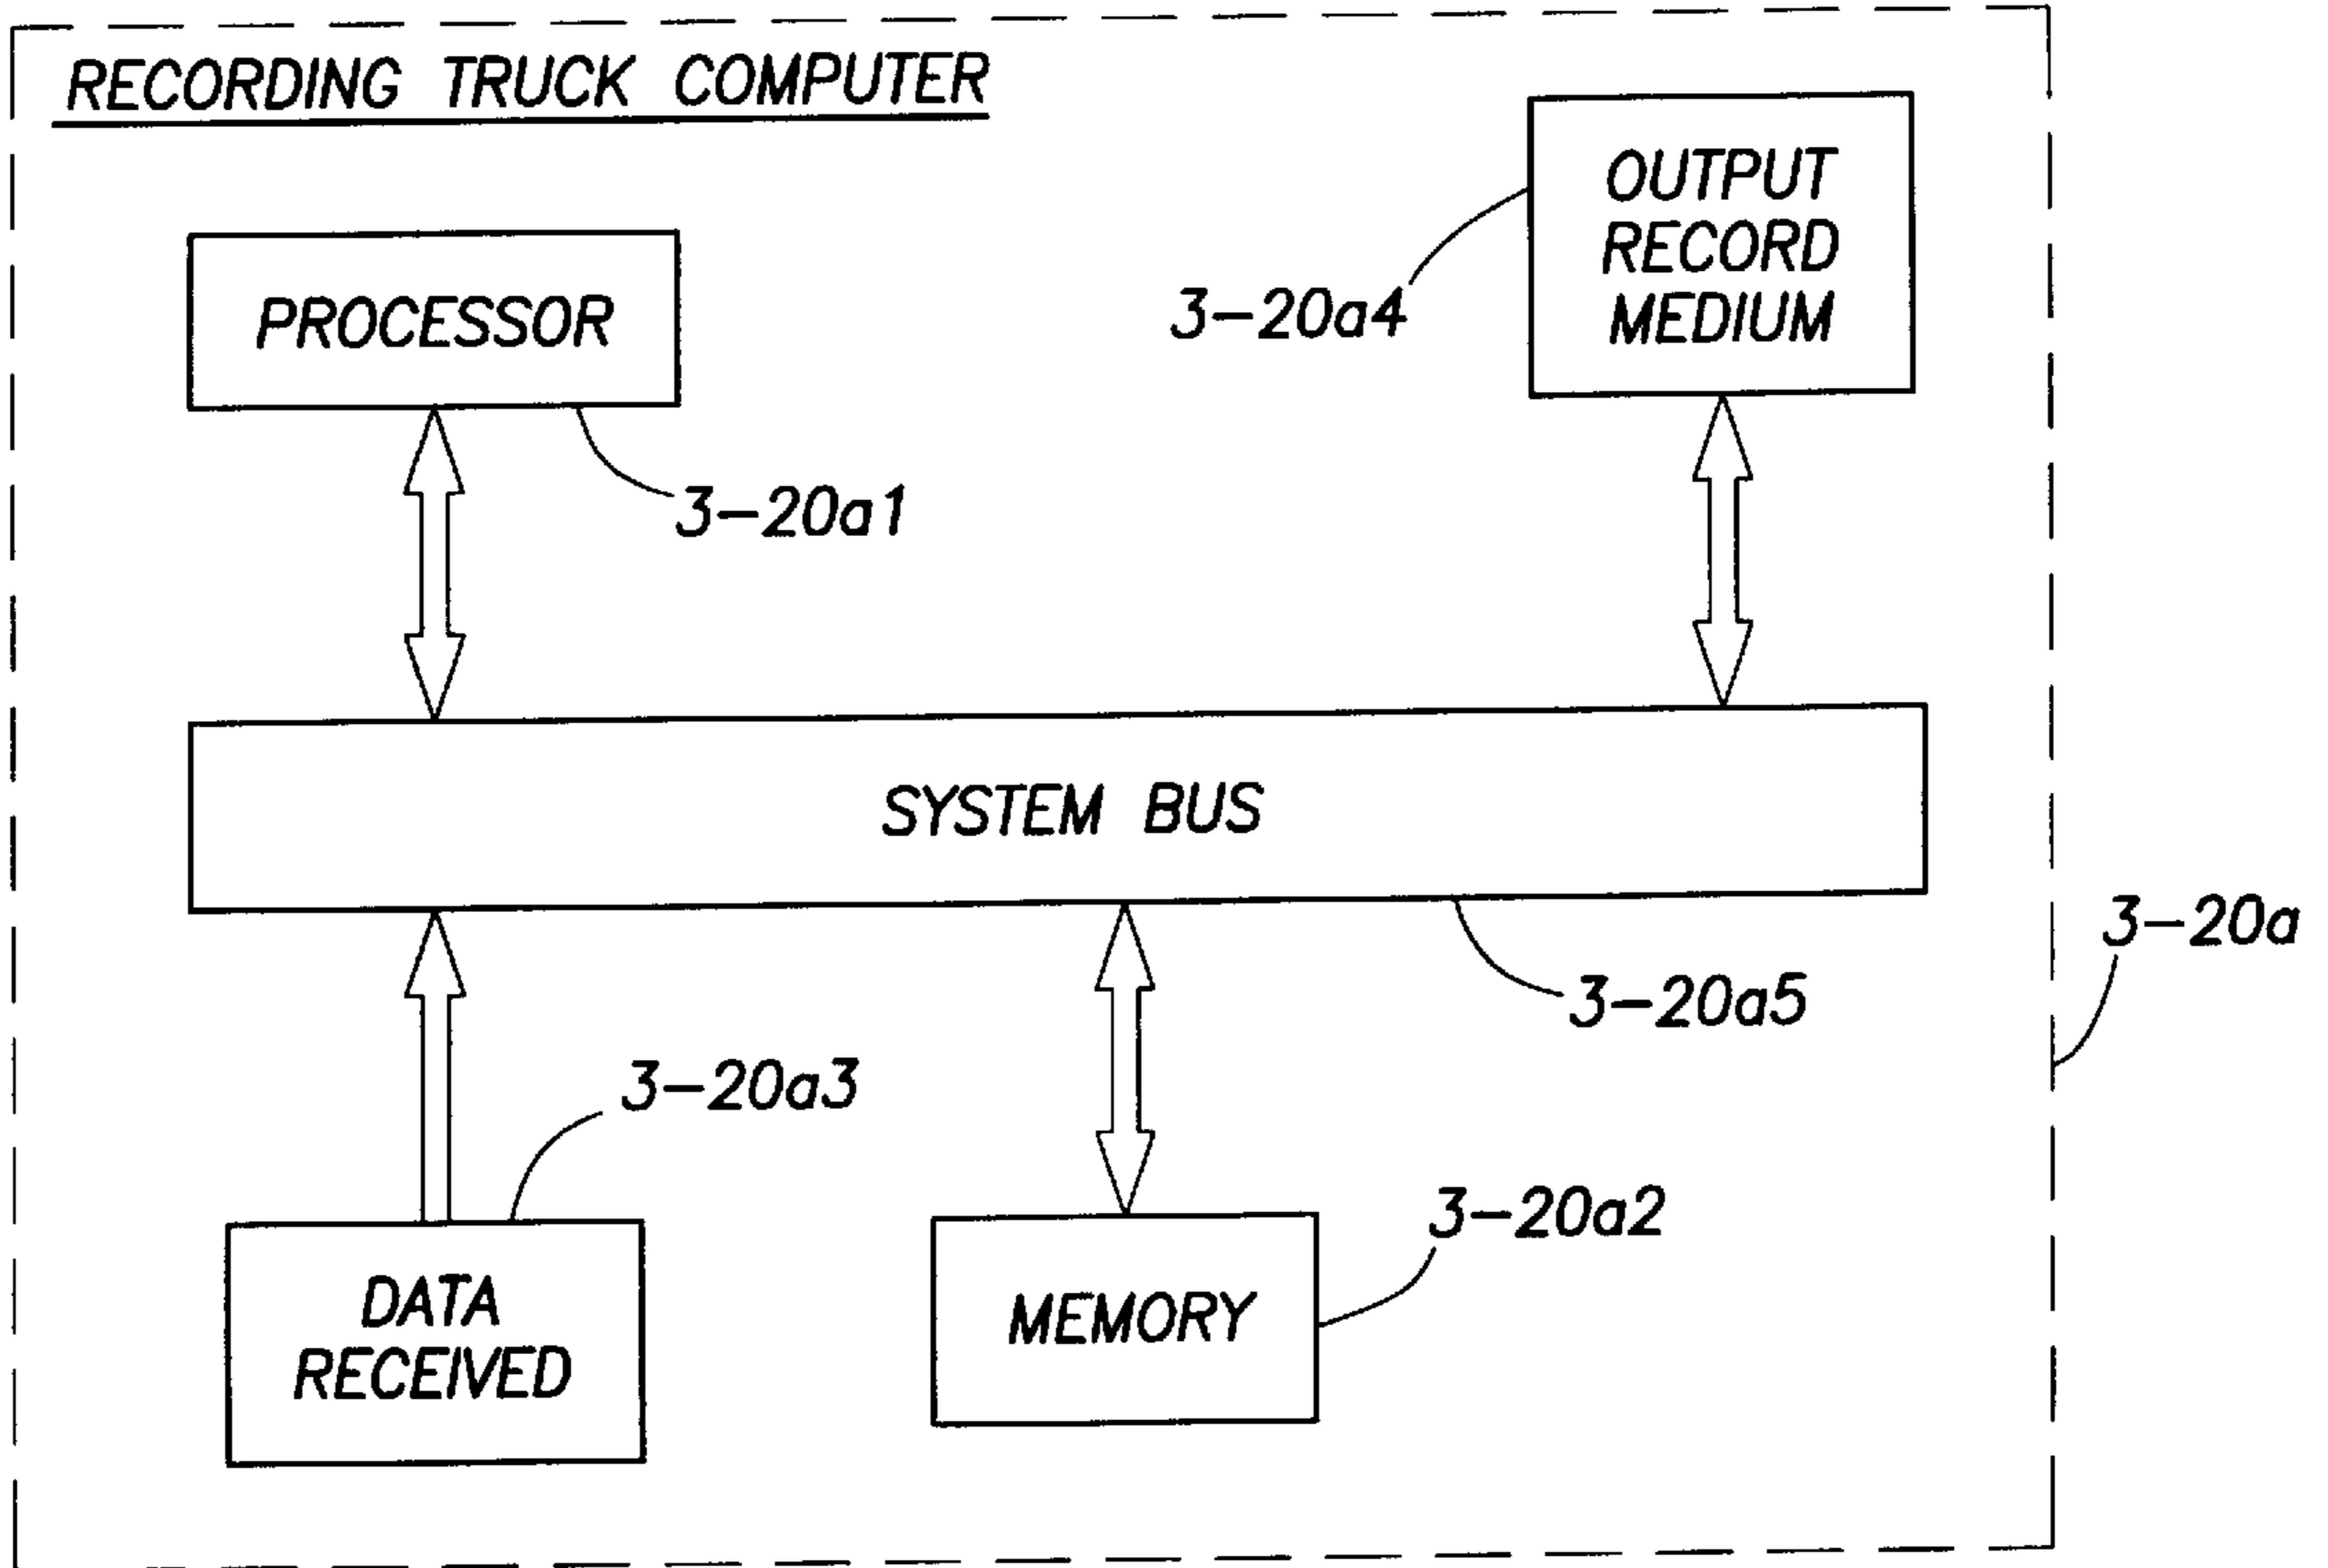 RECORDING TRUCK COMPUTER
OUTPUT
RECORD
MEDIUM
3-20a4
PROCESSOR
3-20a1
SYSTEM BUS
3-20a
3-20a5
3-20a3
3-20a2
DATA
RECEIVED
MEMORY